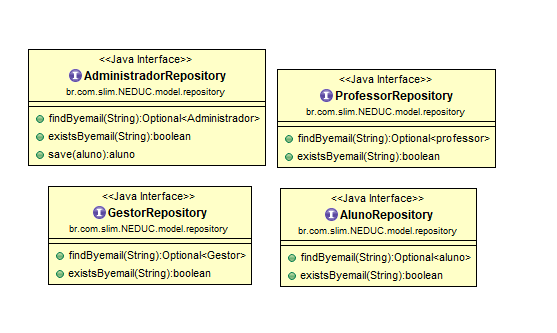 <<Java Interface>>
AdministradorRepository
br.com.slim.NEDUC.model.repository
findByemail(String):Optional<Administrador>
existsByemail(String):boolean
save(aluno):aluno
<<Java Interface>>
ProfessorRepository
br.com.slim.NEDUC.model.repository
findByemail(String):Optional<professor>
existsByemail(String):boolean
<<Java Interface>>
GestorRepository
br.com.slim.NEDUC.model.repository
findByemail(String):Optional<Gestor>
existsByemail(String):boolean
<<Java Interface>>
AlunoRepository
br.com.slim.NEDUC.model.repository
findByemail(String):Optional<aluno>
existsByemail(String):boolean